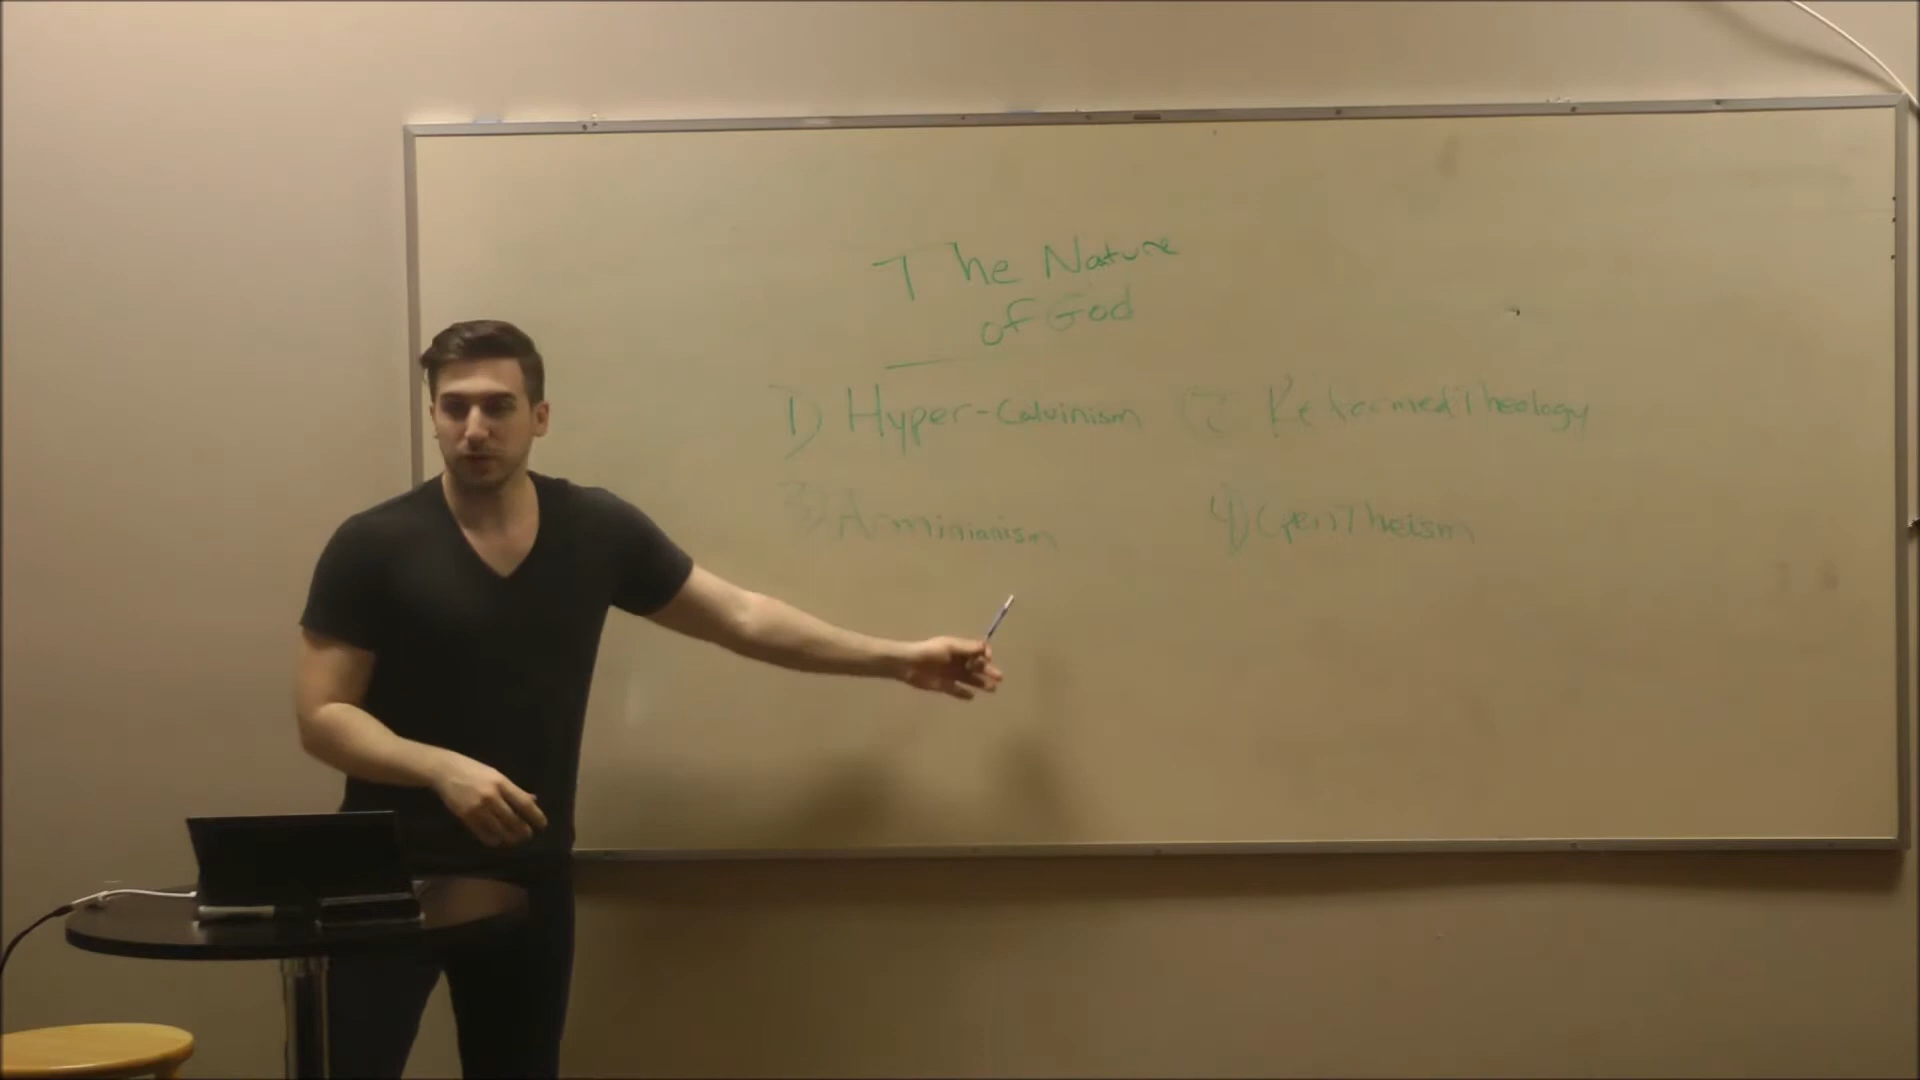 The Nature
of God
1) Hyper-Calvinism 2 Reformed Theology
3) Arminianism 4) Open Theism